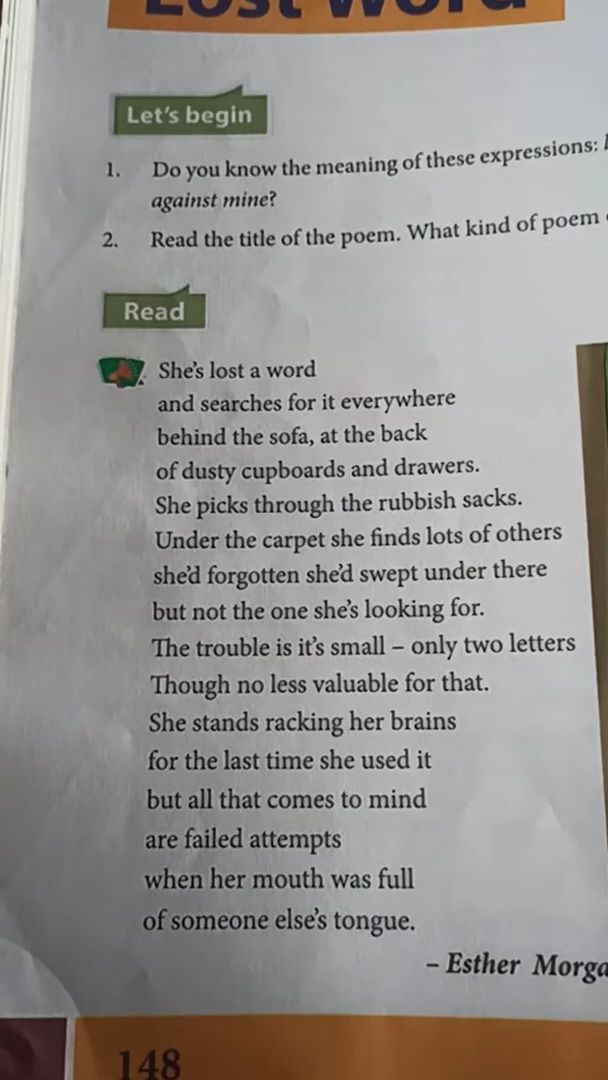 Lost Word
Let's begin
1. Do you know the meaning of these expressions:
against mine?
2. Read the title of the poem. What kind of poem
Read
She's lost a word
and searches for it everywhere
behind the sofa, at the back
of dusty cupboards and drawers.
She picks through the rubbish sacks.
Under the carpet she finds lots of others
she'd forgotten she'd swept under there
but not the one she's looking for.
The trouble is it's small – only two letters
Though no less valuable for that.
She stands racking her brains
for the last time she used it
but all that comes to mind
are failed attempts
when her mouth was full
of someone else's tongue.
– Esther Morga
148